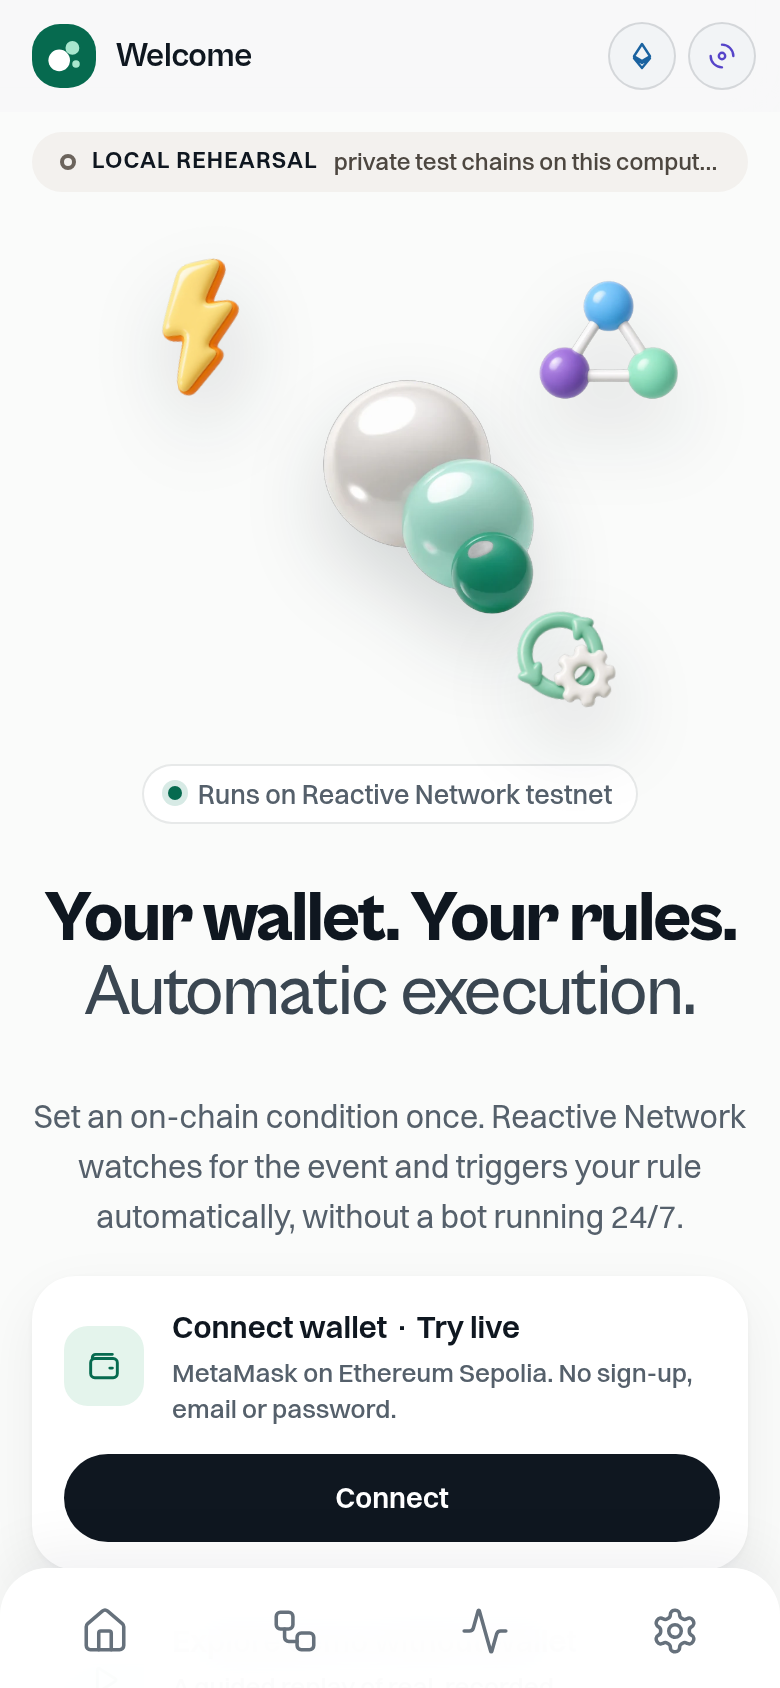 Welcome
LOCAL REHEARSAL private test chains on this comput...
Runs on Reactive Network testnet
Your wallet. Your rules.
Automatic execution.
Set an on-chain condition once. Reactive Network
watches for the event and triggers your rule
automatically, without a bot running 24/7.
Connect wallet · Try live
MetaMask on Ethereum Sepolia. No sign-up,
email or password.
Connect